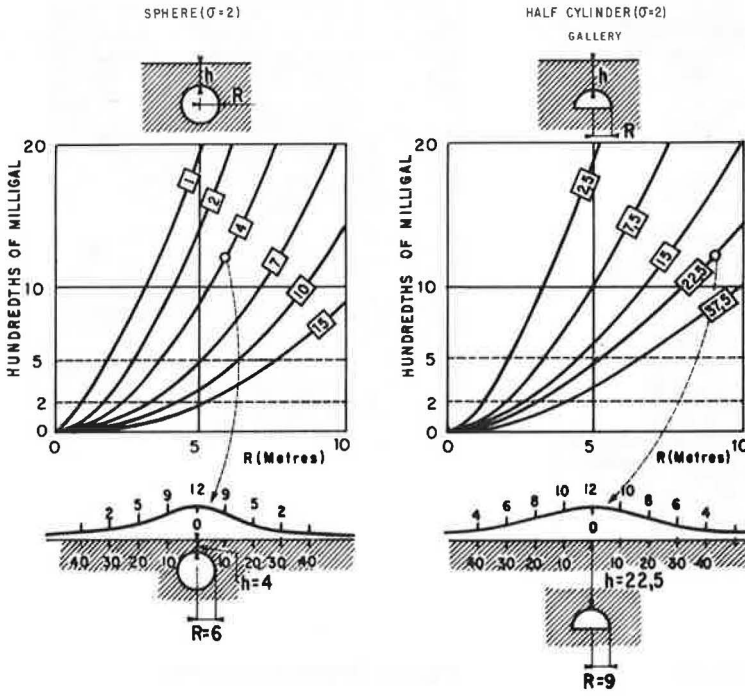 SPHERE (σ=2)
h
R
HUNDREDTHS OF MILLIGAL
20
10
5
2
0
1
2
4
7
10
15
0 5 10
R (Metres)
2 5 9 12 9 5 2
0
40 30 20 10 10 20 30 40
h=4
R=6
HALF CYLINDER (σ=2)
GALLERY
h
R
HUNDREDTHS OF MILLIGAL
20
10
5
2
0
2,5
7,5
15
22,5
37,5
0 5 10
R (Metres)
4 6 8 10 12 10 8 6 4
0
40 30 20 10 10 20 30 40
h=22,5
R=9